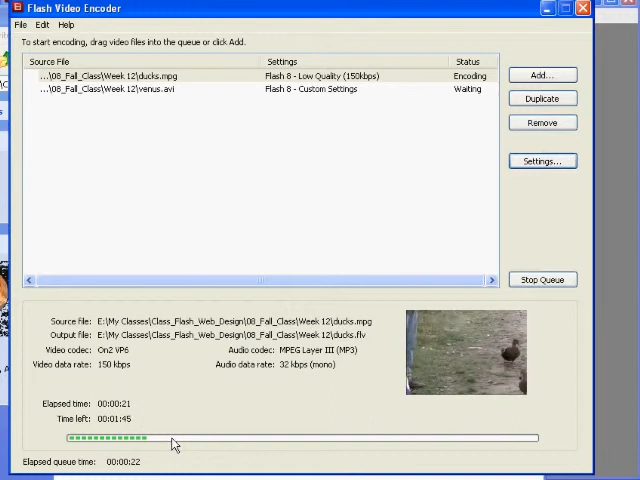 Flash Video Encoder
File Edit Help
To start encoding, drag video files into the queue or click Add.
Source File Settings Status
...\08_Fall_Class\Week 12\ducks.mpg Flash 8 - Low Quality (150kbps) Encoding
...\08_Fall_Class\Week 12\venus.avi Flash 8 - Custom Settings Waiting
Add...
Duplicate
Remove
Settings...
Stop Queue
Source file: E:\My Classes\Class_Flash_Web_Design\08_Fall_Class\Week 12\ducks.mpg
Output file: E:\My Classes\Class_Flash_Web_Design\08_Fall_Class\Week 12\ducks.flv
Video codec: On2 VP6 Audio codec: MPEG Layer III (MP3)
Video data rate: 150 kbps Audio data rate: 32 kbps (mono)
Elapsed time: 00:00:21
Time left: 00:01:45
Elapsed queue time: 00:00:22